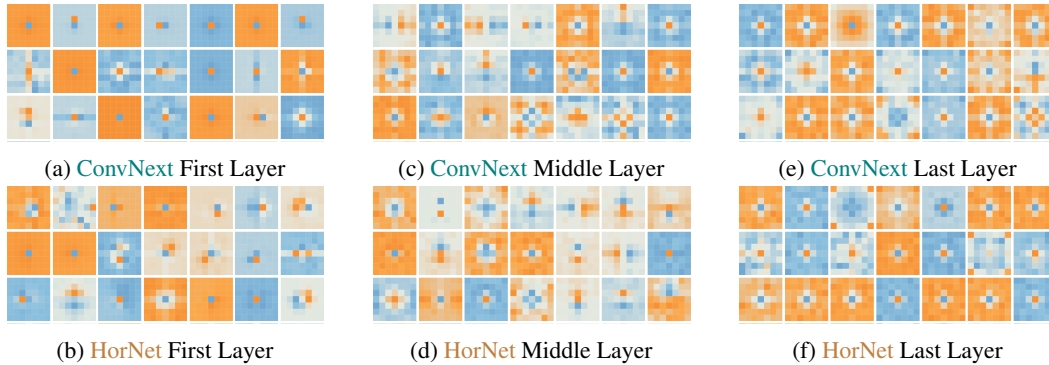 (a) ConvNext First Layer
(c) ConvNext Middle Layer
(e) ConvNext Last Layer
(b) HorNet First Layer
(d) HorNet Middle Layer
(f) HorNet Last Layer